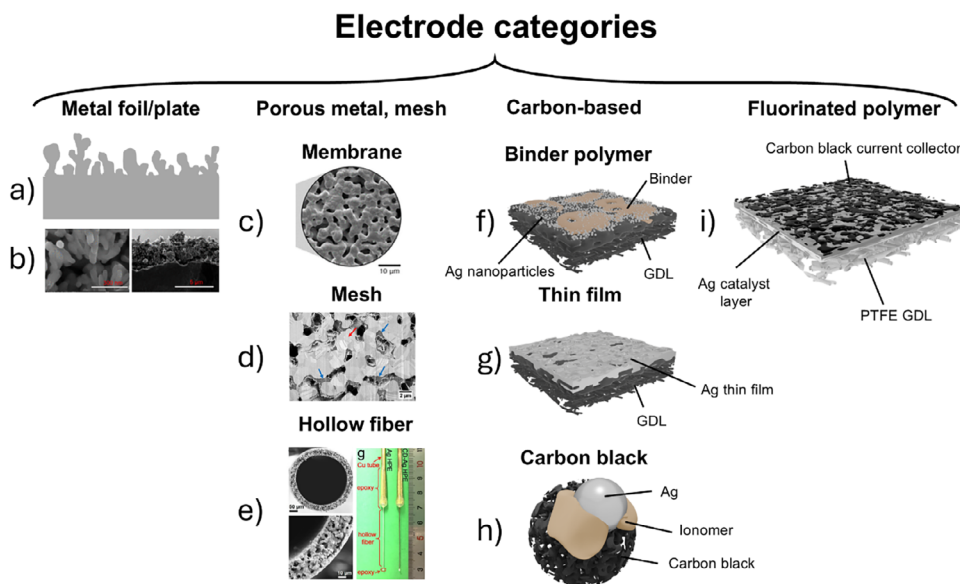 Electrode categories
Metal foil/plate
Porous metal, mesh
Carbon-based
Fluorinated polymer
a)
b)
Membrane
c)
10 μm
Mesh
d)
2 μm
Hollow fiber
e)
50 μm
10 μm
g
Cu tube
epoxy
hollow
fiber
epoxy
Ag HPE
Binder polymer
f)
Binder
Ag nanoparticles
GDL
Thin film
g)
Ag thin film
GDL
Carbon black
h)
Ag
Ionomer
Carbon black
Carbon black current collector
i)
Ag catalyst
layer
PTFE GDL